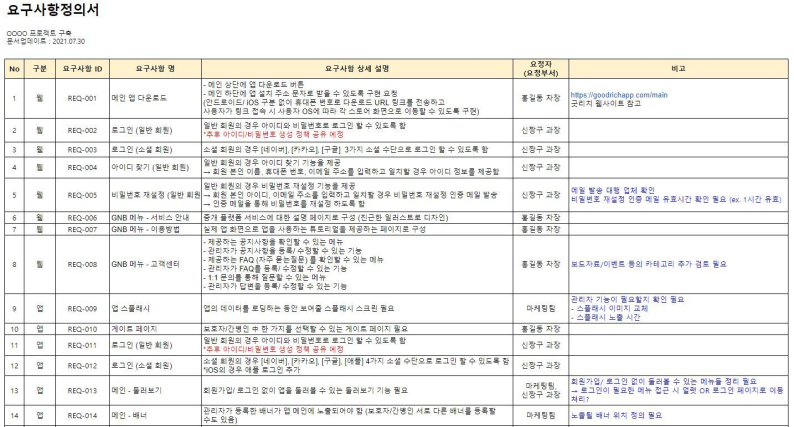 요구사항정의서
OOOO 프로젝트 구축
문서업데이트 : 2021.07.30
No 구분 요구사항 ID 요구사항 명 요구사항 상세 설명 요청자 (요청부서) 비고
1 웹 REQ-001 메인 앱 다운로드
- 메인 상단에 앱 다운로드 버튼
- 메인 하단에 앱 설치 주소 문자로 받을 수 있도록 구현 요청
(안드로이드/ iOS 구분 없이 휴대폰 번호로 다운로드 URL 링크를 전송하고
사용자가 링크 접속 시 사용자 OS에 따라 각 스토어 화면으로 이동할 수 있도록 구현)
홍길동 차장
https://goodrichapp.com/main
굿리치 웹사이트 참고
2 웹 REQ-002 로그인 (일반 회원)
일반 회원의 경우 아이디와 비밀번호로 로그인 할 수 있도록 함
*추후 아이디/비밀번호 생성 정책 공유 예정
신짱구 과장
3 웹 REQ-003 로그인 (소셜 회원) 소셜 회원의 경우 [네이버], [카카오], [구글] 3가지 소셜 수단으로 로그인 할 수 있도록 함 신짱구 과장
4 웹 REQ-004 아이디 찾기 (일반 회원)
일반 회원의 경우 아이디 찾기 기능을 제공
→ 회원 본인 이름, 휴대폰 번호, 이메일 주소를 입력하고 일치할 경우 아이디 정보를 제공함
신짱구 과장
5 웹 REQ-005 비밀번호 재설정 (일반 회원
일반 회원의 경우 비밀번호 재설정 기능을 제공
→ 회원 본인 아이디, 이메일 주소를 입력하고 일치할 경우 비밀번호 재설정 인증 메일 발송
→ 인증 메일을 통해 비밀번호를 재설정 하도록 함
신짱구 과장
메일 발송 대행 업체 확인
비밀번호 재설정 인증 메일 유효시간 확인 필요 (ex. 1시간 유효)
6 웹 REQ-006 GNB 메뉴 - 서비스 안내 중개 플랫폼 서비스에 대한 설명 페이지로 구성 (친근한 일러스트로 디자인) 홍길동 차장
7 웹 REQ-007 GNB 메뉴 - 이용방법 실제 앱 화면으로 앱을 사용하는 튜토리얼을 제공하는 페이지로 구성 홍길동 차장
8 웹 REQ-008 GNB 메뉴 - 고객센터
- 제공하는 공지사항을 확인할 수 있는 메뉴
- 관리자가 공지사항을 등록/ 수정할 수 있는 기능
- 제공하는 FAQ (자주 묻는질문) 를 확인할 수 있는 메뉴
- 관리자가 FAQ를 등록/ 수정할 수 있는 기능
- 1:1 문의를 통해 질문할 수 있는 메뉴
- 관리자가 답변을 등록/ 수정할 수 있는 기능
홍길동 차장
보도자료/이벤트 등의 카테고리 추가 검토 필요
9 앱 REQ-009 앱 스플래시 앱의 데이터를 로딩하는 동안 보여줄 스플래시 스크린 필요 마케팅팀
관리자 기능이 필요할지 확인 필요
- 스플래시 이미지 교체
- 스플래시 노출 시간
10 앱 REQ-010 게이트 페이지 보호자/간병인 中 한 가지를 선택할 수 있는 게이트 페이지 필요 홍길동 차장
11 앱 REQ-011 로그인 (일반 회원)
일반 회원의 경우 아이디와 비밀번호로 로그인 할 수 있도록 함
*추후 아이디/비밀번호 생성 정책 공유 예정
신짱구 과장
12 앱 REQ-012 로그인 (소셜 회원)
소셜 회원의 경우 [네이버], [카카오], [구글], [애플] 4가지 소셜 수단으로 로그인 할 수 있도록 함
*iOS의 경우 애플 로그인 추가
신짱구 과장
13 앱 REQ-013 메인 - 둘러보기 회원가입/ 로그인 없이 앱을 둘러볼 수 있는 둘러보기 기능 필요
마케팅팀,
신짱구 과장
회원가입/ 로그인 없이 둘러볼 수 있는 메뉴들 정리 필요
→ 로그인이 필요한 메뉴 접근 시 얼럿 OR 로그인 페이지로 이동
처리?
14 앱 REQ-014 메인 - 배너
관리자가 등록한 배너가 앱 메인에 노출되어야 함 (보호자/간병인 서로 다른 배너를 등록할
수도 있음)
마케팅팀
노출될 배너 위치 정의 필요